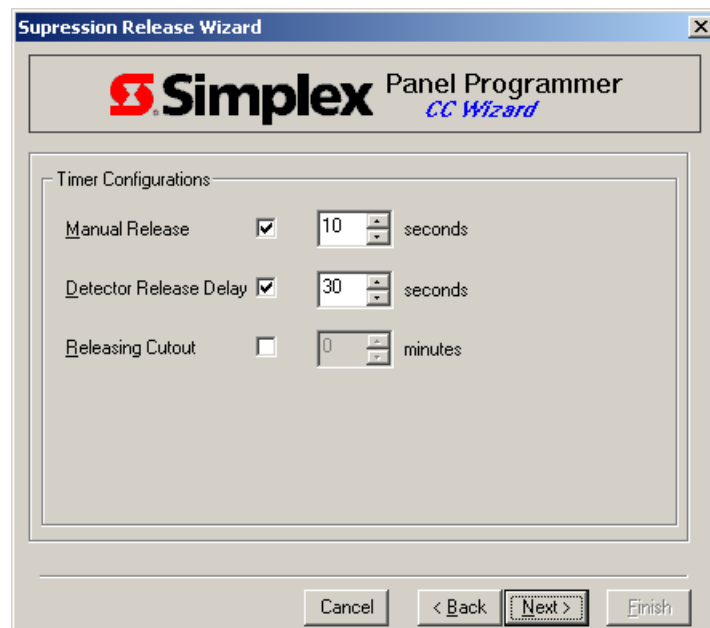 Supression Release Wizard
Simplex Panel Programmer
CC Wizard
Timer Configurations
Manual Release 10 seconds
Detector Release Delay 30 seconds
Releasing Cutout 0 minutes
Cancel < Back Next > Finish